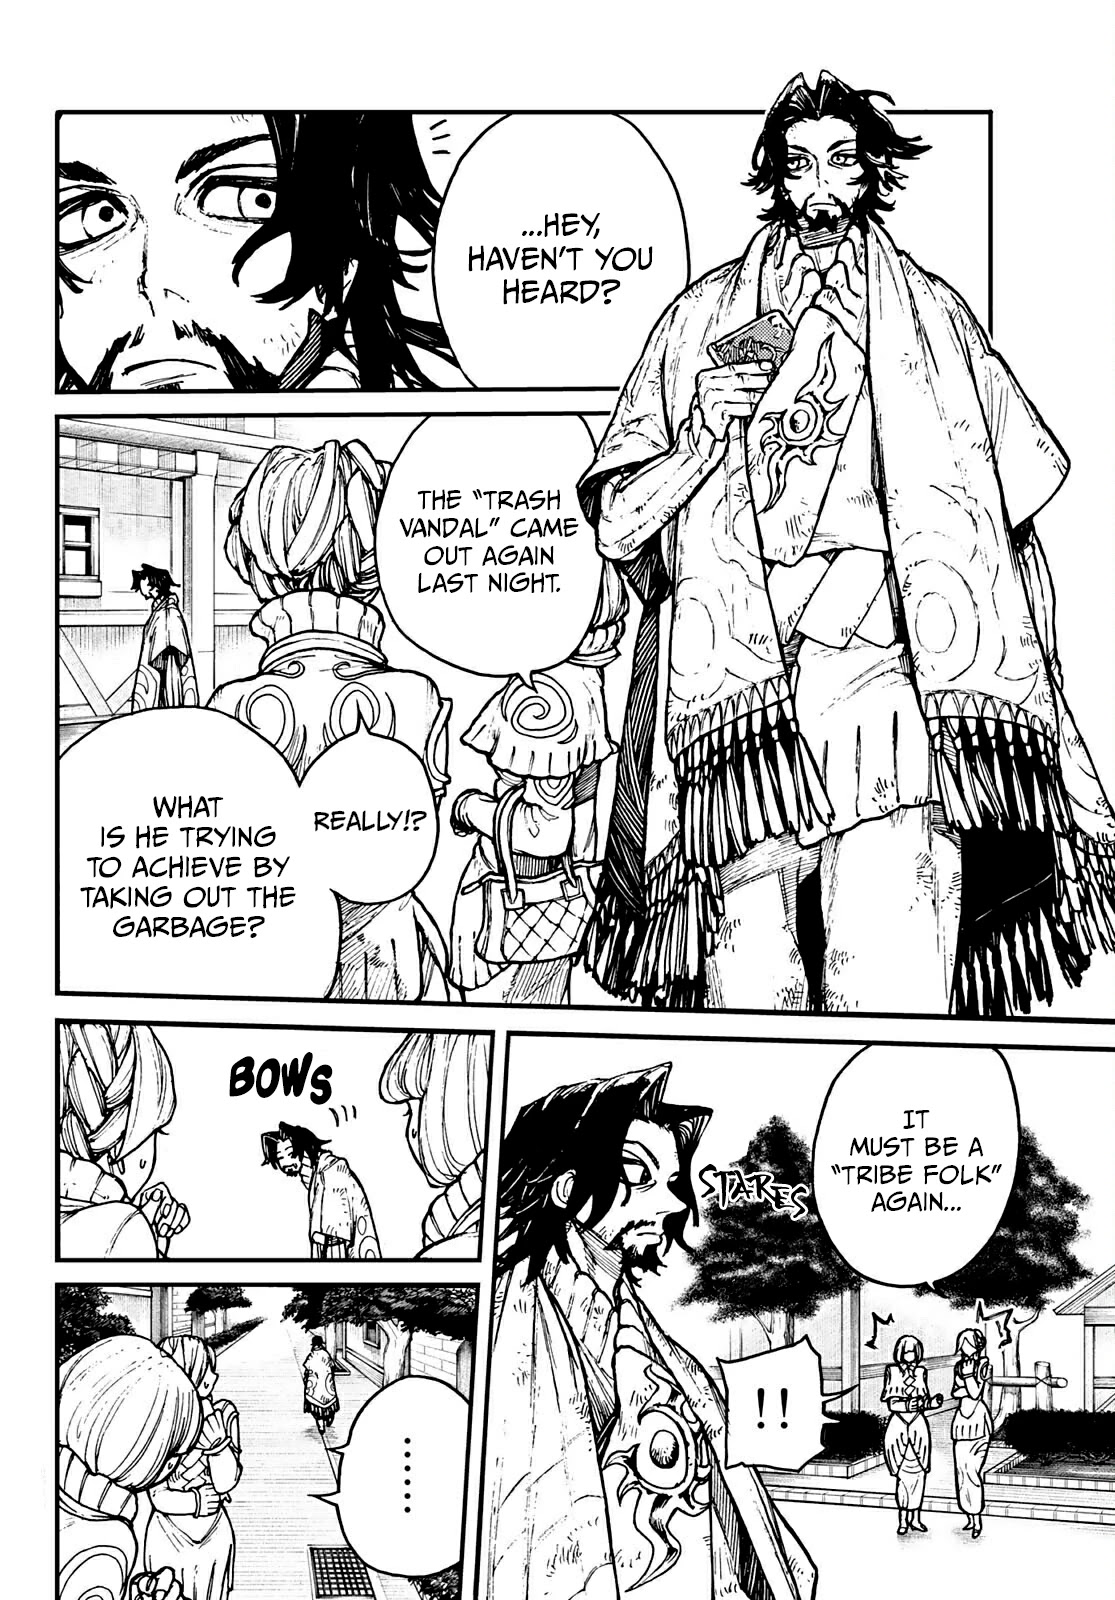 ...HEY,
HAVEN'T YOU
HEARD?
THE "TRASH
VANDAL" CAME
OUT AGAIN
LAST NIGHT.
REALLY!?
WHAT
IS HE TRYING
TO ACHIEVE BY
TAKING OUT THE
GARBAGE?
IT
MUST BE A
"TRIBE FOLK"
AGAIN...
STARES
!!
BOWS
......